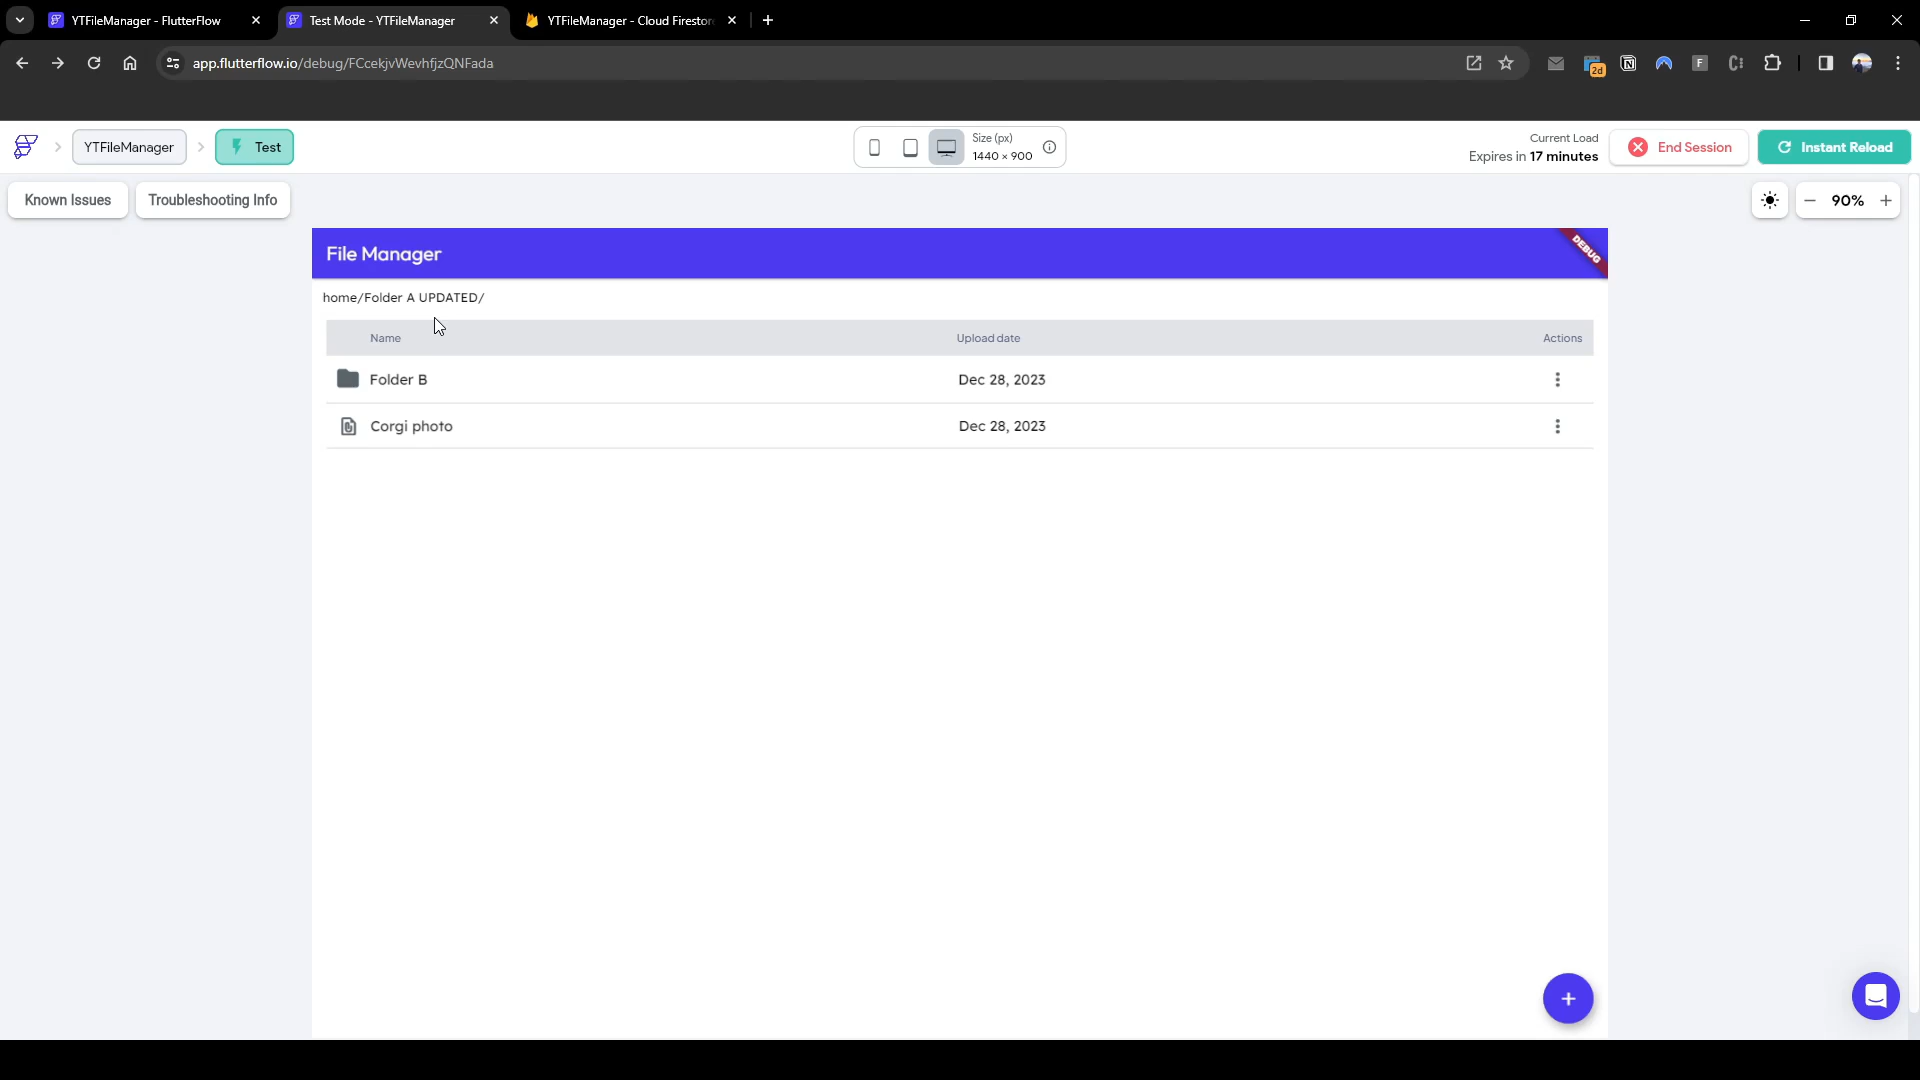 YTFileManager - FlutterFlow
Test Mode - YTFileManager
YTFileManager - Cloud Firestore
app.flutterflow.io/debug/FCcekjvWevhfjzQNFada
2d
YTFileManager
Test
Size (px)
1440 × 900
Current Load
Expires in 17 minutes
End Session
Instant Reload
Known Issues
Troubleshooting Info
90%
File Manager
DEBUG
home/Folder A UPDATED/
Name
Upload date
Actions
Folder B
Dec 28, 2023
Corgi photo
Dec 28, 2023